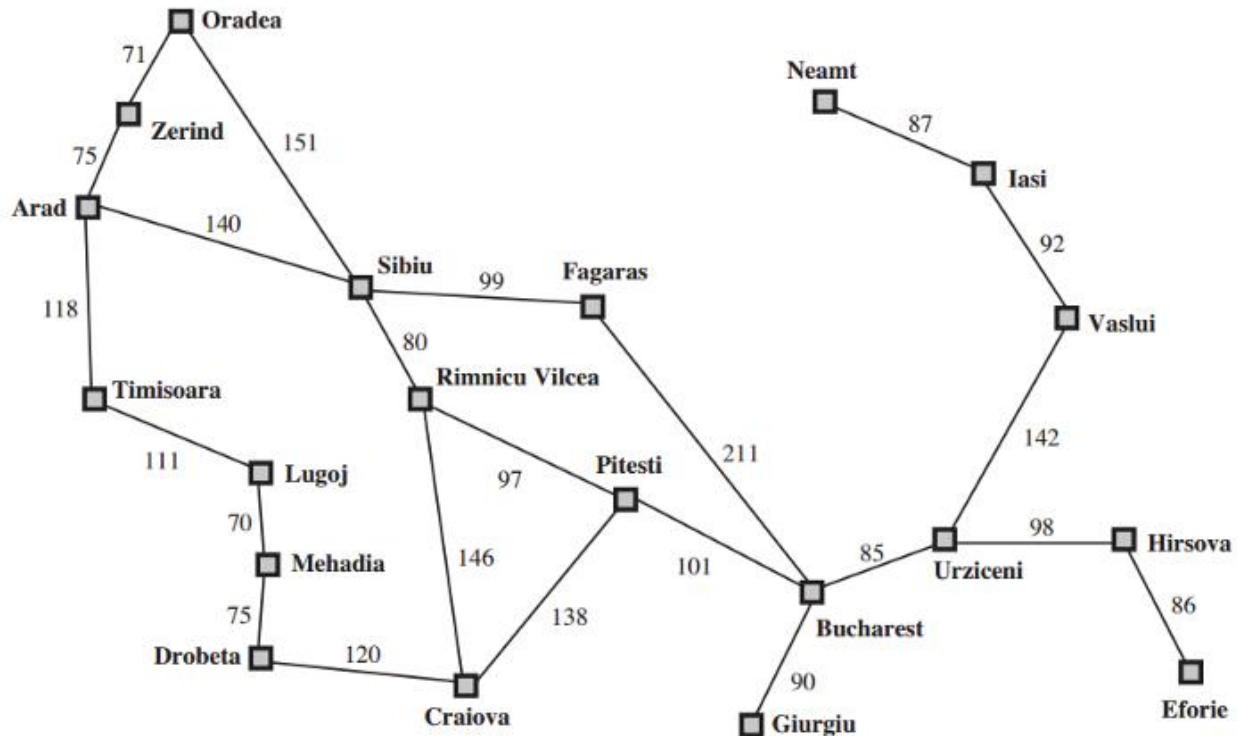 Oradea
71
Neamt
87
Zerind
151
75
Iasi
Arad
140
92
Sibiu
99
Fagaras
118
Vaslui
80
Timisoara
Rimnicu Vilcea
142
111
211
Lugoj
97
Pitesti
70
98
Hirsova
Mehadia
146
101
85
Urziceni
86
75
138
Bucharest
Drobeta
120
90
Eforie
Craiova
Giurgiu